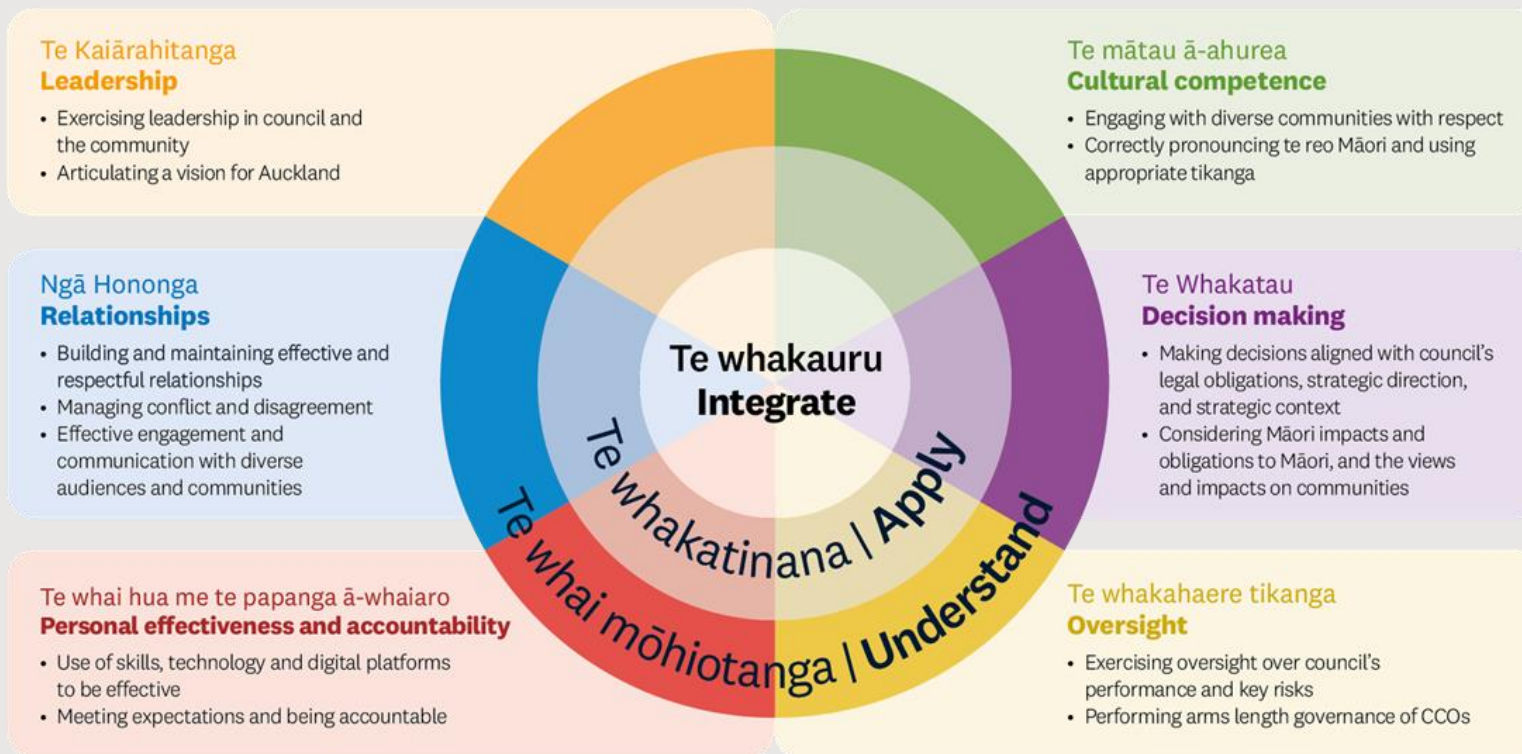 Te Kaiārahitanga
Leadership
• Exercising leadership in council and
the community
• Articulating a vision for Auckland
Te mātau ā-ahurea
Cultural competence
• Engaging with diverse communities with respect
• Correctly pronouncing te reo Māori and using
appropriate tikanga
Ngā Hononga
Relationships
• Building and maintaining effective and
respectful relationships
• Managing conflict and disagreement
• Effective engagement and
communication with diverse
audiences and communities
Te whakauru
Integrate
Te whakatinana | Apply
Te whai mōhiotanga | Understand
Te Whakatau
Decision making
• Making decisions aligned with council's
legal obligations, strategic direction,
and strategic context
• Considering Māori impacts and
obligations to Māori, and the views
and impacts on communities
Te whai hua me te papanga ā-whaiaro
Personal effectiveness and accountability
• Use of skills, technology and digital platforms
to be effective
• Meeting expectations and being accountable
Te whakahaere tikanga
Oversight
• Exercising oversight over council's
performance and key risks
• Performing arms length governance of CCOs